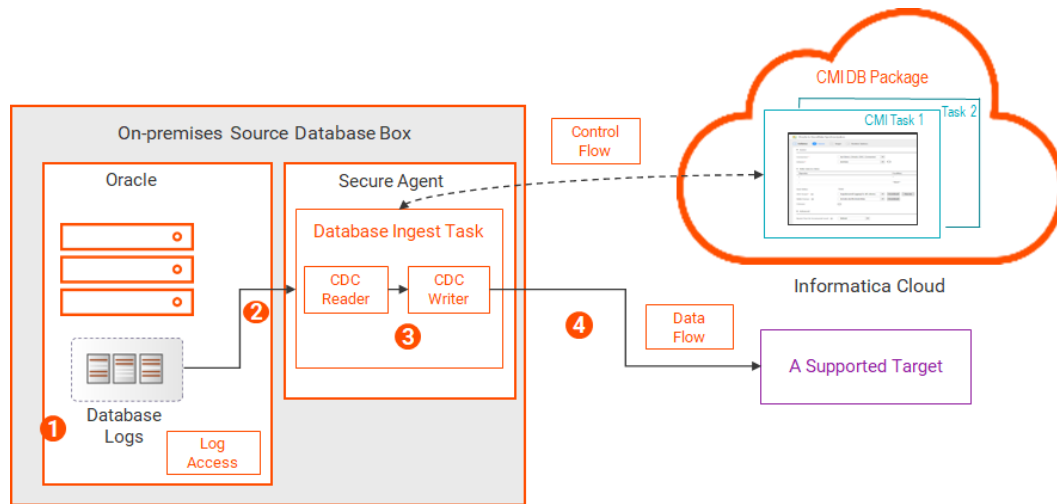 CMI DB Package
CMI Task 1
Task 2
On-premises Source Database Box
Control
Flow
Oracle
Secure Agent
Database Ingest Task
CDC
Reader
CDC
Writer
Informatica Cloud
2
3
4
Data
Flow
A Supported Target
1
Database
Logs
Log
Access